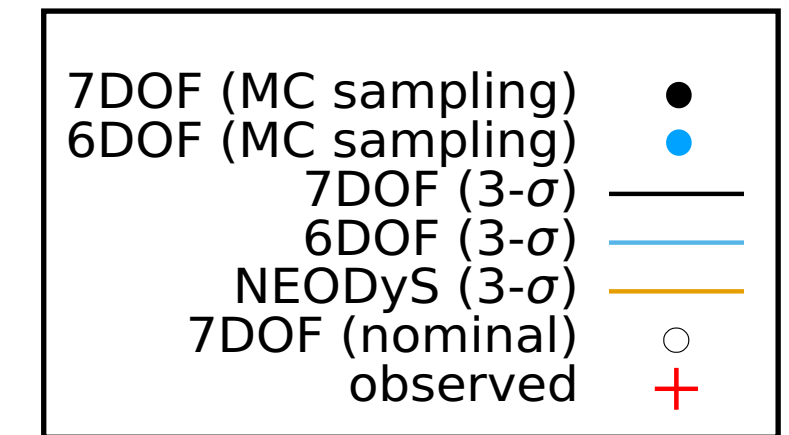 7DOF (MC sampling)
6DOF (MC sampling)
7DOF (3-σ)
6DOF (3-σ)
NEODyS (3-σ)
7DOF (nominal)
observed